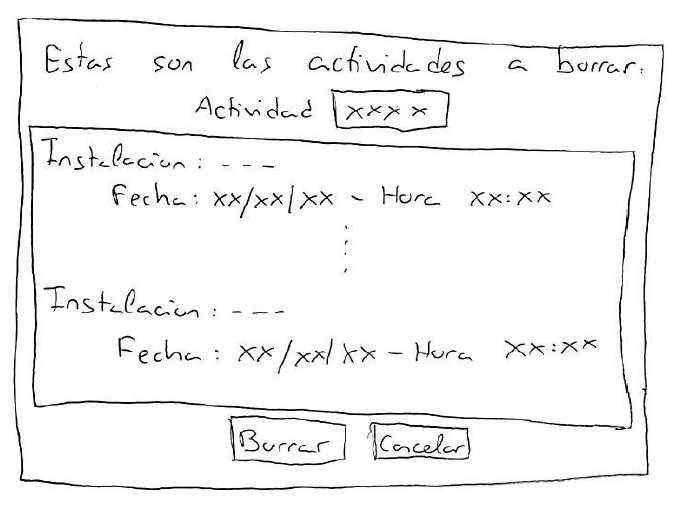 Estas son las actividades a borrar.
Actividad xxxx
Instalacion: ---
Fecha: xx/xx/xx - Hora xx:xx
Instalacion: ---
Fecha: xx/xx/xx - Hora xx:xx
Borrar Cancelar